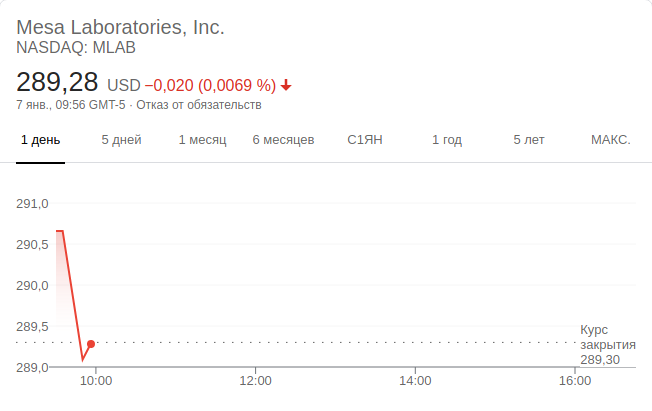 Mesa Laboratories, Inc.
NASDAQ: MLAB
289,28 USD −0,020 (0,0069 %)
7 янв., 09:56 GMT-5 · Отказ от обязательств
1 день 5 дней 1 месяц 6 месяцев С1ЯН 1 год 5 лет МАКС.
291,0
290,5
290,0
289,5
289,0
Курс
закрытия
289,30
10:00 12:00 14:00 16:00